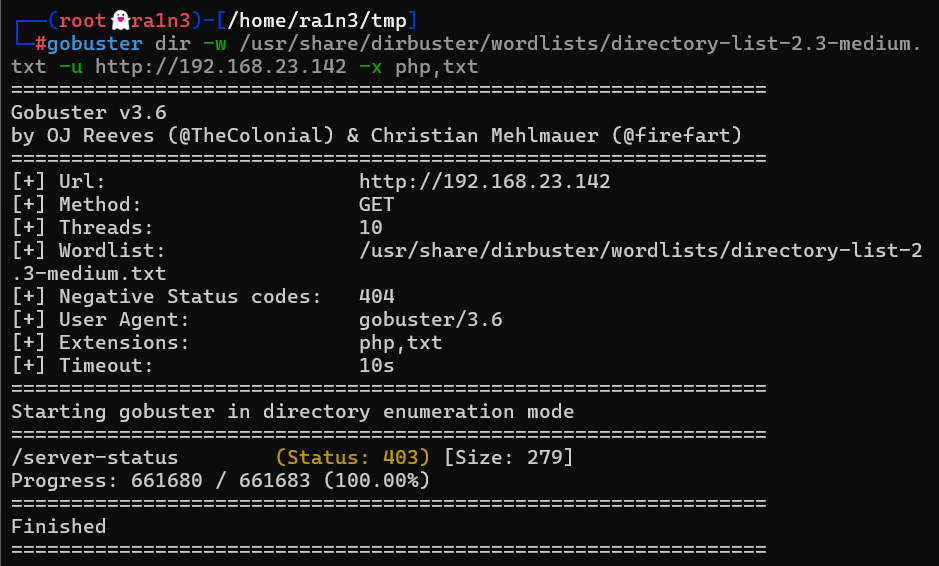 ┌──(root👻ra1n3)-[/home/ra1n3/tmp]
└─#gobuster dir -w /usr/share/dirbuster/wordlists/directory-list-2.3-medium.
txt -u http://192.168.23.142 -x php,txt
===============================================================
Gobuster v3.6
by OJ Reeves (@TheColonial) & Christian Mehlmauer (@firefart)
===============================================================
[+] Url:                     http://192.168.23.142
[+] Method:                  GET
[+] Threads:                 10
[+] Wordlist:                /usr/share/dirbuster/wordlists/directory-list-2
.3-medium.txt
[+] Negative Status codes:   404
[+] User Agent:              gobuster/3.6
[+] Extensions:              php,txt
[+] Timeout:                 10s
===============================================================
Starting gobuster in directory enumeration mode
===============================================================
/server-status        (Status: 403) [Size: 279]
Progress: 661680 / 661683 (100.00%)
===============================================================
Finished
===============================================================